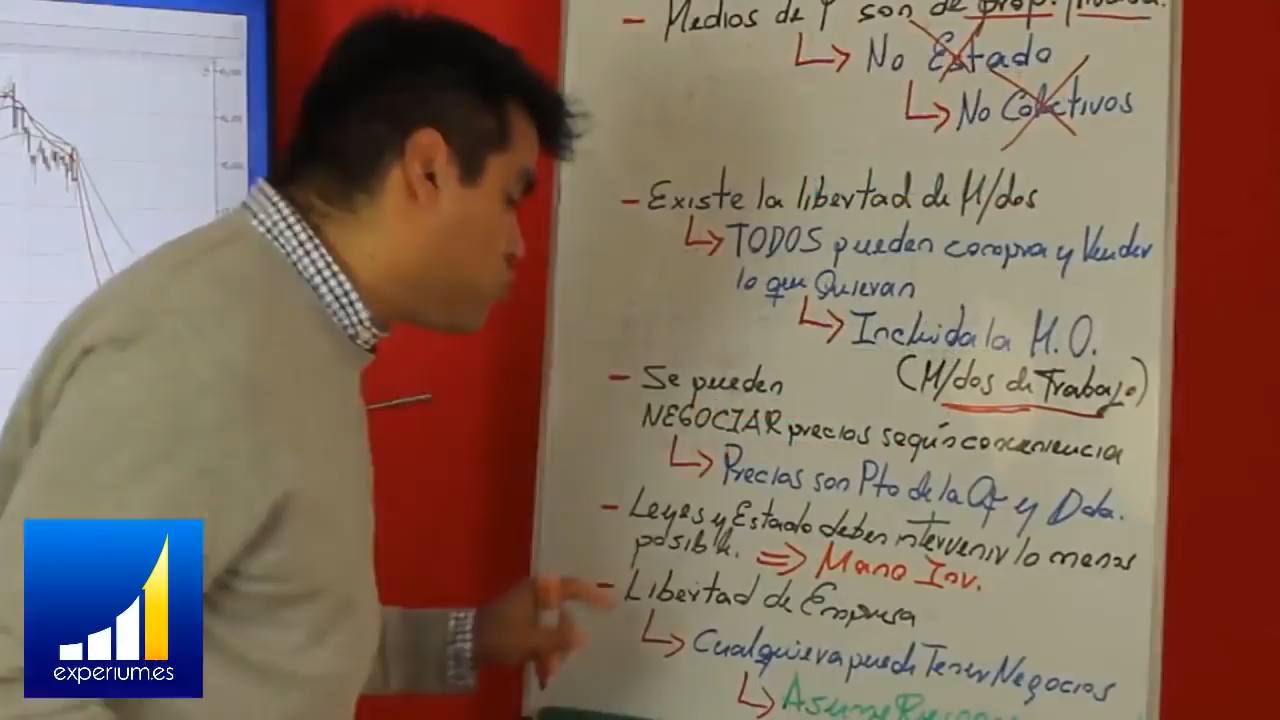 - Medios de P son de prop. Privada.
No Estado
No Colectivos
- Existe la libertad de M/dos
TODOS pueden compra y Vender
lo que Quieran
Incluida la M.O.
(M/dos de Trabajo)
- Se pueden
NEGOCIAR precios según conveniencia
Precios son Pto de la Of y Dda.
- Leyes y Estado deben intervenir lo menos
posible. => Mano Inv.
- Libertad de Empresa
Cualquiera puede Tener Negocios
Asume Riesgos
experium.es